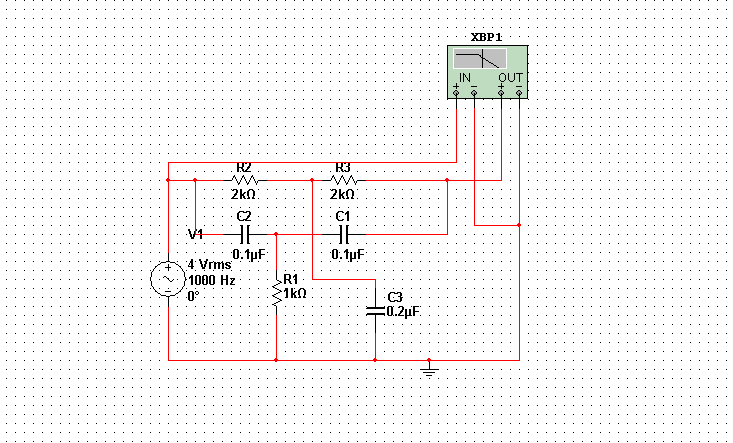 XBP1
IN OUT
+ − + −
R2 R3
2kΩ 2kΩ
C2 C1
V1
0.1µF 0.1µF
4 Vrms
1000 Hz
0°
R1
1kΩ
C3
0.2µF